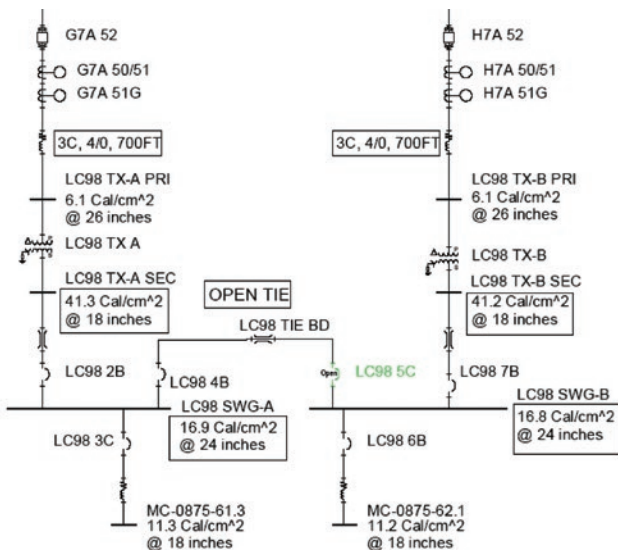 G7A 52
H7A 52
G7A 50/51
H7A 50/51
G7A 51G
H7A 51G
3C, 4/0, 700FT
3C, 4/0, 700FT
LC98 TX-A PRI
6.1 Cal/cm^2
@ 26 inches
LC98 TX-B PRI
6.1 Cal/cm^2
@ 26 inches
LC98 TX A
LC98 TX-B
LC98 TX-A SEC
41.3 Cal/cm^2
@ 18 inches
LC98 TX-B SEC
41.2 Cal/cm^2
@ 18 inches
OPEN TIE
LC98 TIE BD
LC98 2B
LC98 4B
Open
LC98 5C
LC98 7B
LC98 SWG-A
16.9 Cal/cm^2
@ 24 inches
LC98 SWG-B
16.8 Cal/cm^2
@ 24 inches
LC98 3C
LC98 6B
MC-0875-61.3
11.3 Cal/cm^2
@ 18 inches
MC-0875-62.1
11.2 Cal/cm^2
@ 18 inches